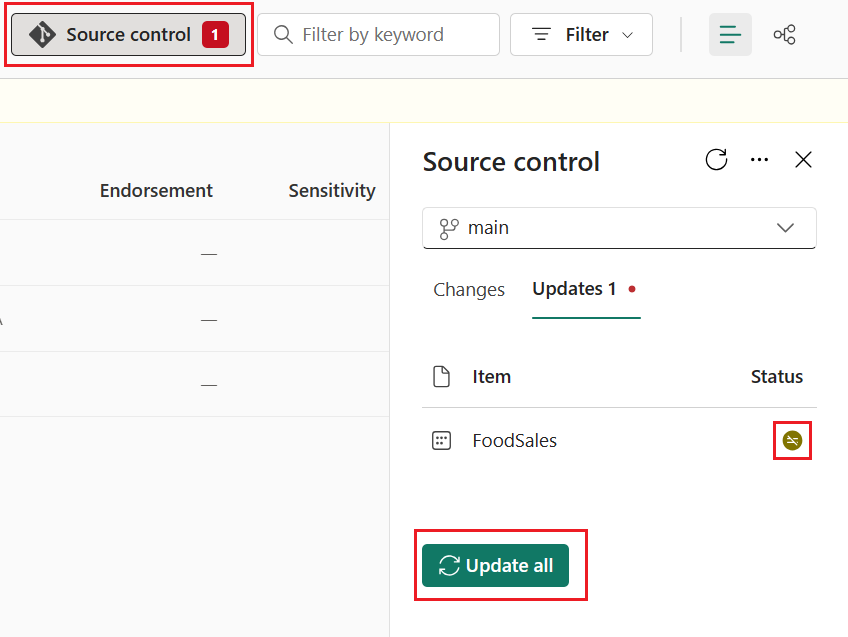 Source control 1
Filter by keyword
Filter
Endorsement
Sensitivity
—
—
—
Source control
main
Changes
Updates 1
Item
Status
FoodSales
Update all